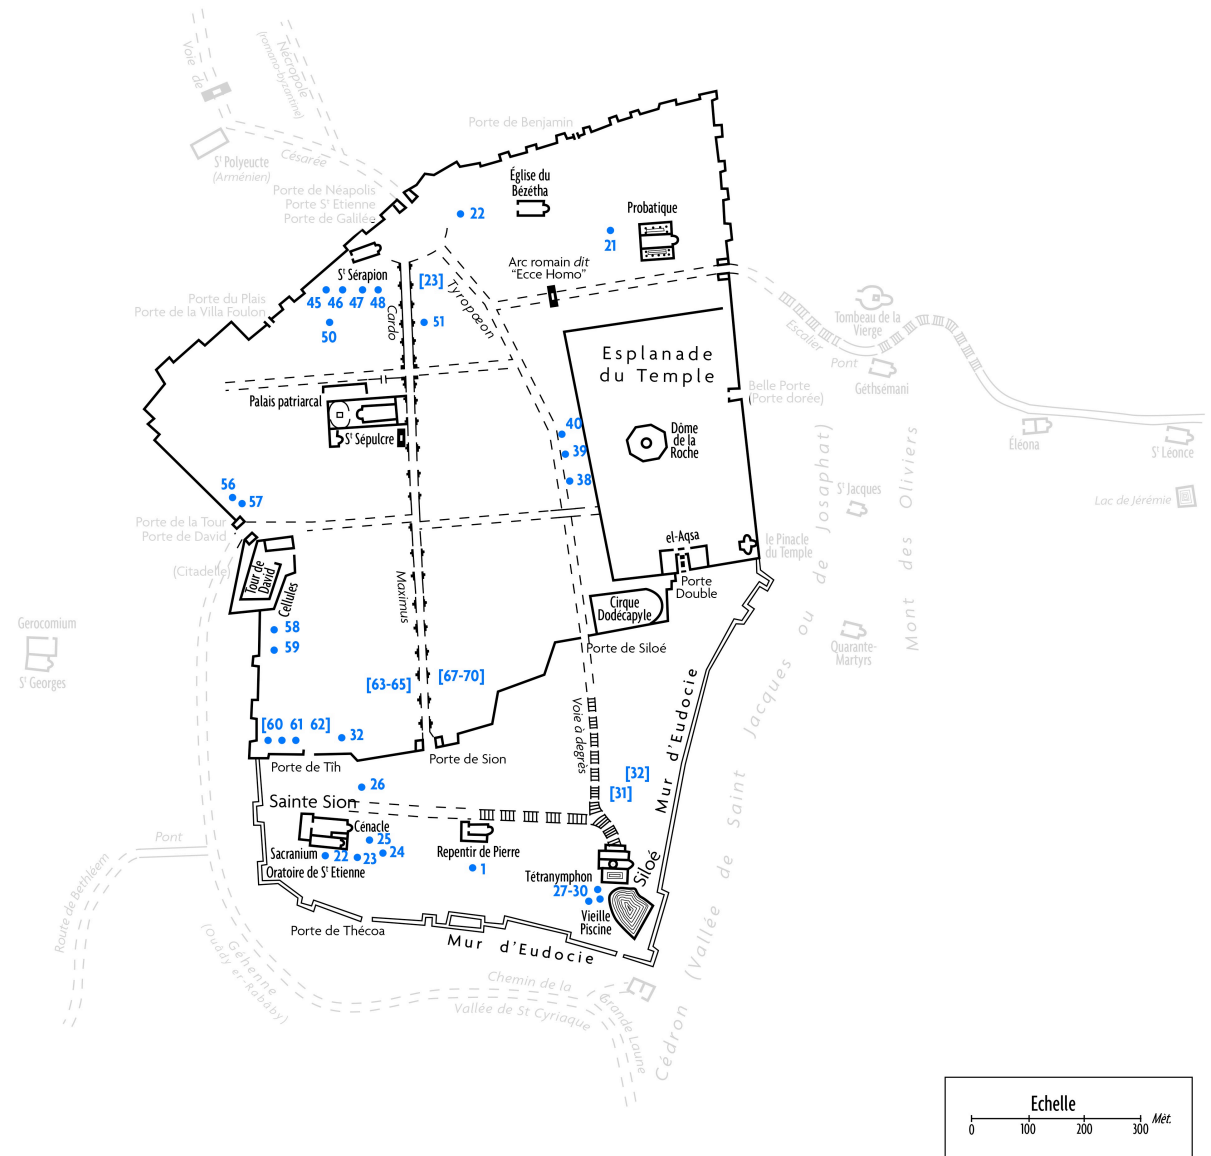 Voie de
Nécropole
(romano-byzantine)
Césarée
Sᵗ Polyeucte
(Arménien)
Porte de Benjamin
Porte de Néapolis
Porte Sᵗ Etienne
Porte de Galilée
Église du
Bézétha
22
Probatique
21
Sᵗ Sérapion
45 46 47 48
50
[23]
51
Cardo
Tyropœon
Arc romain dit
“Ecce Homo”
Porte du Plais
Porte de la Villa Foulon
Esplanade
du Temple
Escalier
Pont
Tombeau de la
Vierge
Géthsémani
Belle Porte
(Porte dorée)
Éléona
Sᵗ Léonce
Lac de Jérémie
Palais patriarcal
Sᵗ Sépulcre
40
39
38
Dôme
de la
Roche
56
57
Porte de la Tour
Porte de David
(Citadelle)
Tour de
David
Cellules
58
59
Maximus
el-Aqsa
le Pinacle
du Temple
Porte
Double
Cirque
Dodécapyle
Porte de Siloé
Sᵗ Jacques
Mont des Oliviers
Quarante-
Martyrs
Gerocomium
Sᵗ Georges
[63-65]
[67-70]
[60 61 62]
32
Porte de Tih
Porte de Sion
Voie à degrès
Mur d'Eudocie
[32]
[31]
26
Sainte Sion
Cénacle
25
24
23
22
Sacranium
Oratoire de Sᵗ Etienne
Repentir de Pierre
1
Tétranymphon
27-30
Siloé
Vieille
Piscine
Porte de Thécoa
Mur d'Eudocie
Pont
Route de Bethléem
Géhenne
(Ouâdy er-Rabâby)
Chemin de la
Vallée de St Cyriaque
Grande Laune
Cédron (Vallée de Saint Jacques ou de Josaphat)
Echelle
0 100 200 300 Mèt.